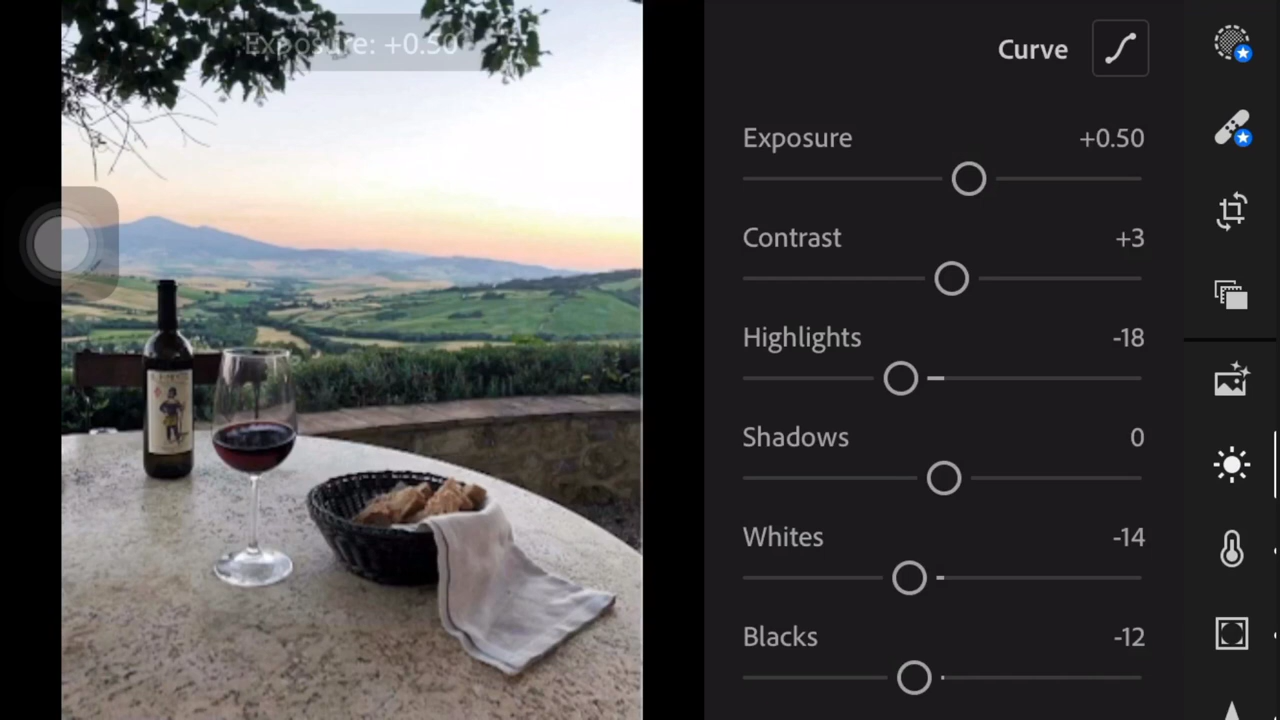 Exposure: +0.50
Curve
Exposure +0.50
Contrast +3
Highlights -18
Shadows 0
Whites -14
Blacks -12